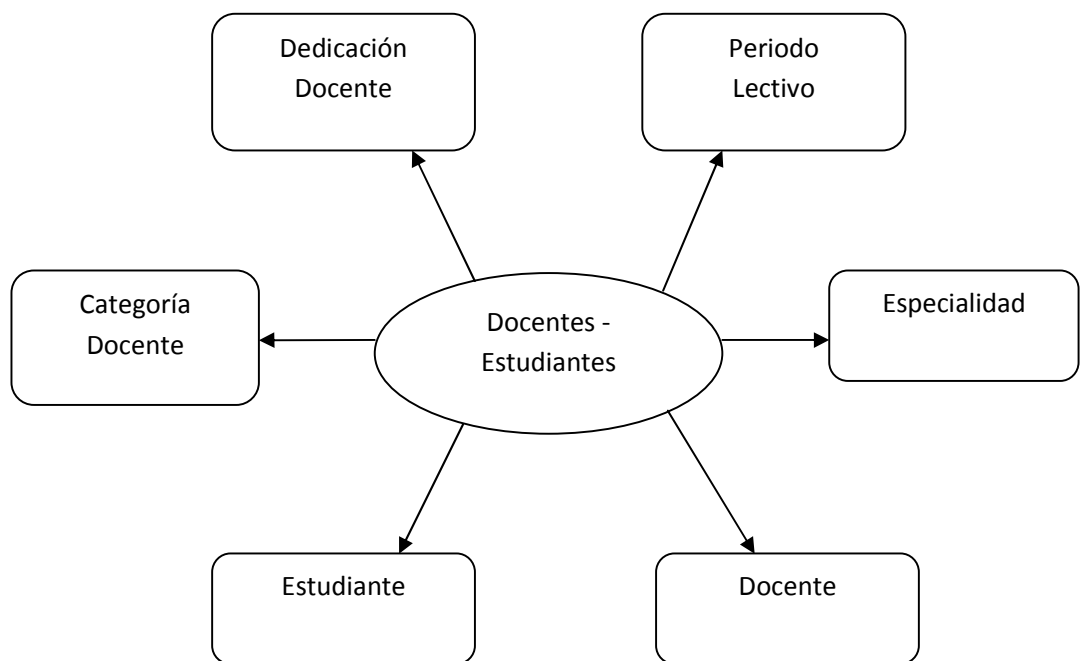 Dedicación
Docente
Periodo
Lectivo
Categoría
Docente
Docentes -
Estudiantes
Especialidad
Estudiante
Docente